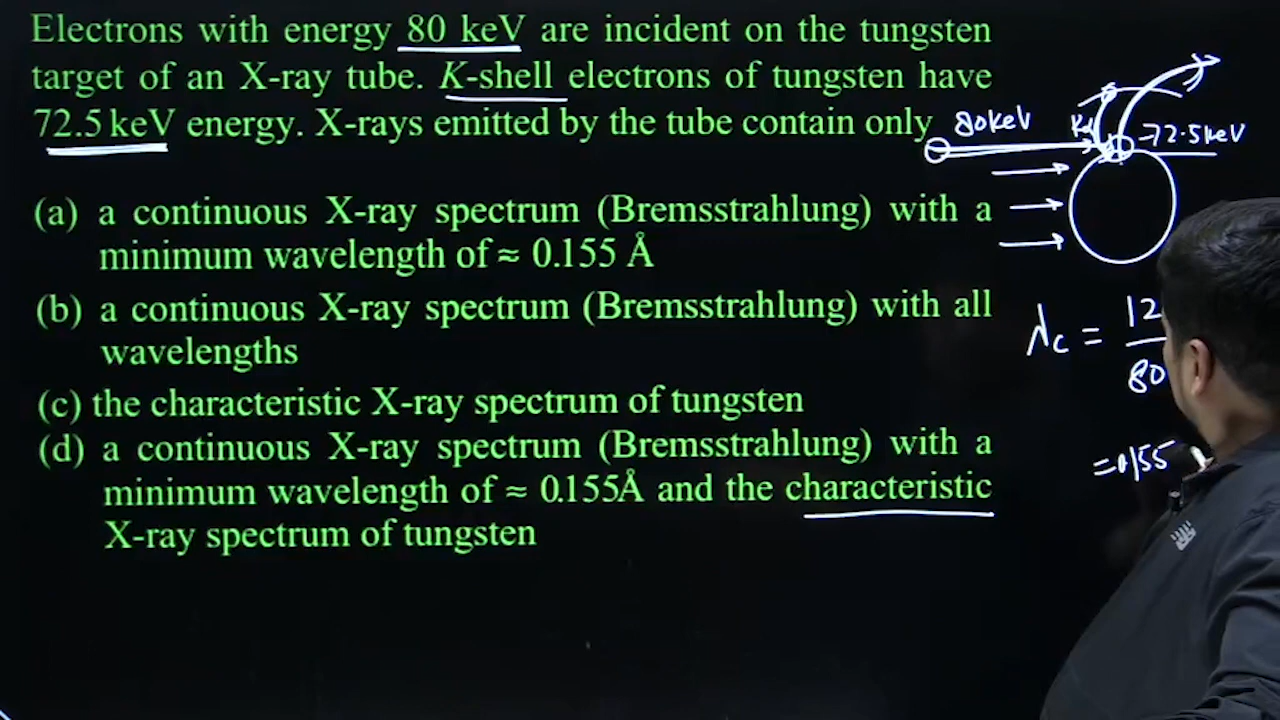 Electrons with energy 80 keV are incident on the tungsten
target of an X-ray tube. K-shell electrons of tungsten have
72.5 keV energy. X-rays emitted by the tube contain only
80keV
-72.5keV
(a) a continuous X-ray spectrum (Bremsstrahlung) with a
minimum wavelength of ≈ 0.155 Å
(b) a continuous X-ray spectrum (Bremsstrahlung) with all
wavelengths
λc = 12
80
(c) the characteristic X-ray spectrum of tungsten
(d) a continuous X-ray spectrum (Bremsstrahlung) with a
minimum wavelength of ≈ 0.155Å and the characteristic
X-ray spectrum of tungsten
=0.155